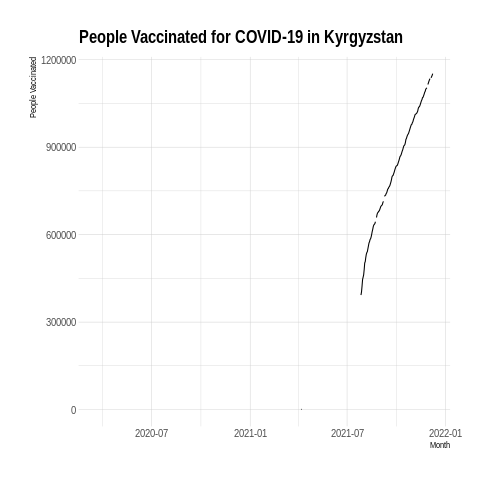 People Vaccinated for COVID-19 in Kyrgyzstan
People Vaccinated
1200000
900000
600000
300000
0
2020-07 2021-01 2021-07 2022-01
Month